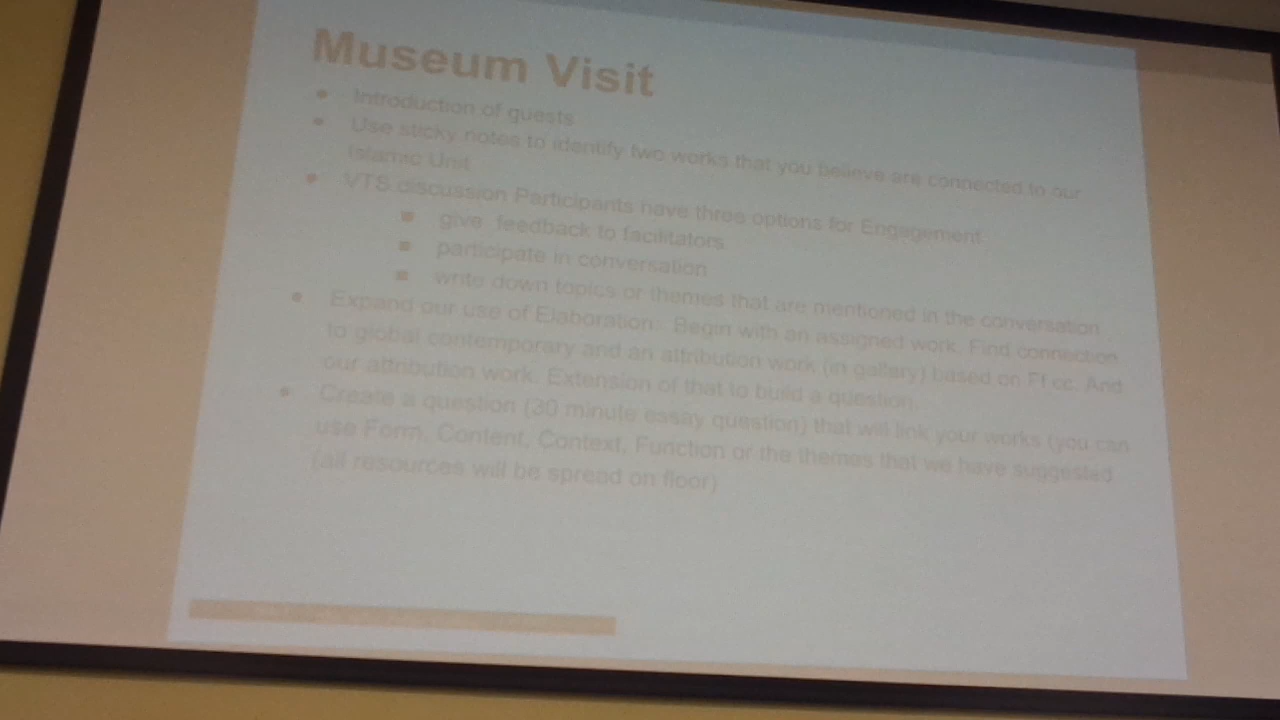 Museum Visit
Introduction of guests
Use sticky notes to identify two works that you believe are connected to our
Islamic Unit
VTS discussion Participants have three options for Engagement
give feedback to facilitators
participate in conversation
write down topics or themes that are mentioned in the conversation
Expand our use of Elaboration. Begin with an assigned work. Find connection
to global contemporary and an attribution work (in gallery) based on And
our attribution work. Extension of that to build a question.
Create a question (30 minute essay question) that will link your works (you can
use Form, Content, Context, Function or the themes that we have suggested
(all resources will be spread on floor)